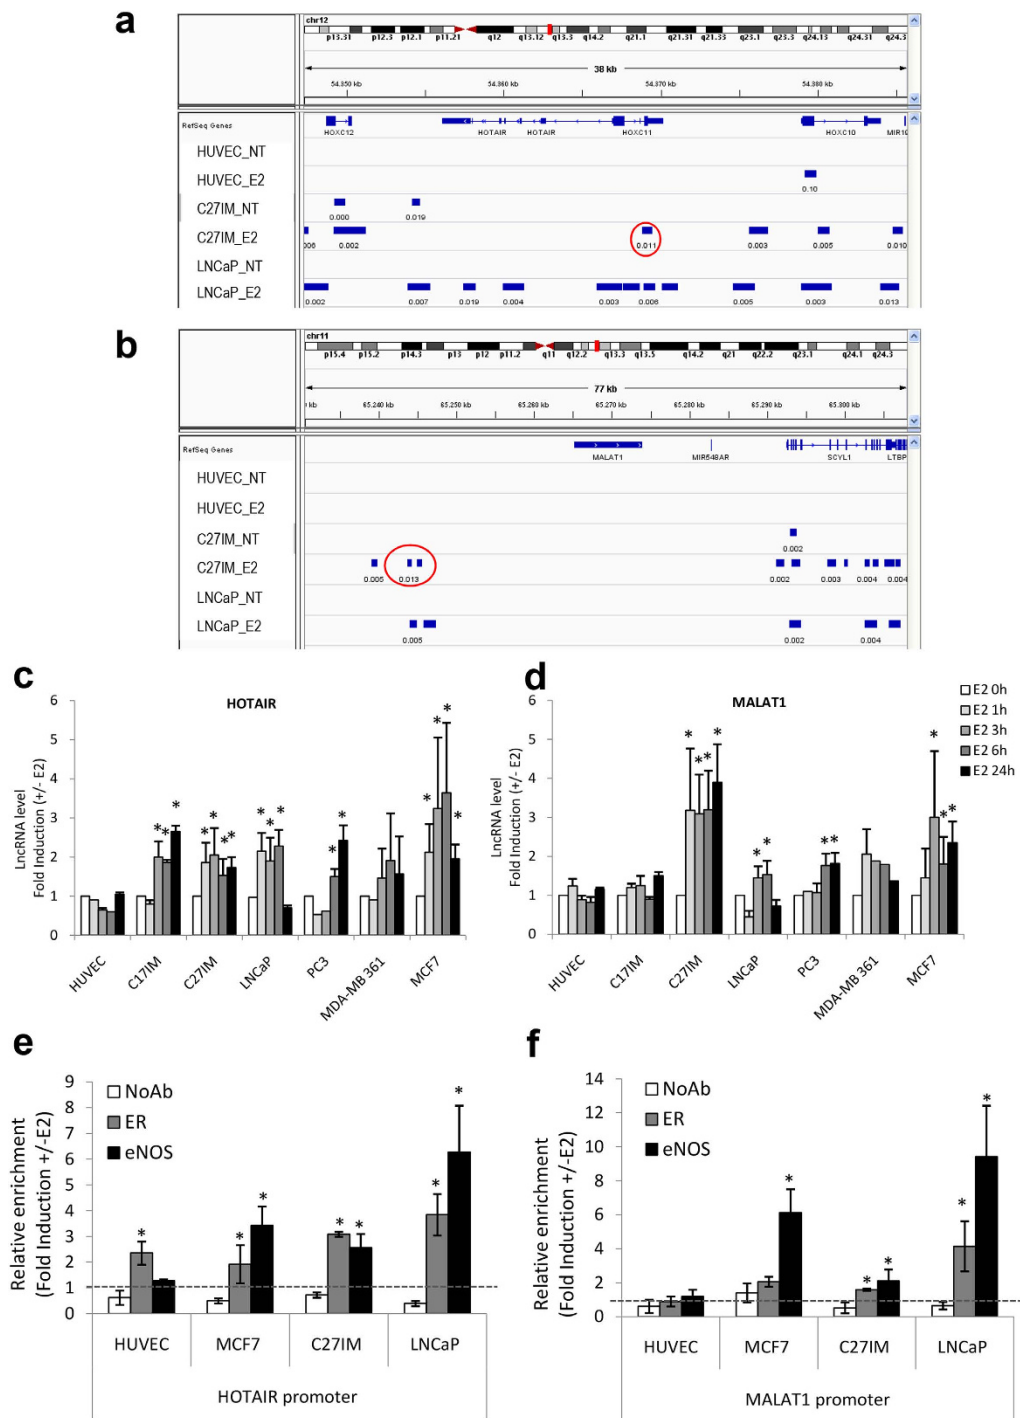 a
chr12
p13.31 p12.3 p12.1 p11.21 q12 q13.12 q13.3 q14.2 q21.1 q21.31 q21.33 q23.1 q23.3 q24.13 q24.31 q24.33
38 kb
54.350 kb 54.360 kb 54.370 kb 54.380 kb
RefSeq Genes
HOXC12 HOTAIR HOTAIR HOXC11 HOXC10 MIR19
HUVEC_NT
HUVEC_E2
0.10
C27IM_NT
0.000 0.019
C27IM_E2
006 0.002 0.011 0.003 0.005 0.010
LNCaP_NT
LNCaP_E2
0.002 0.007 0.019 0.004 0.003 0.006 0.005 0.003 0.013
b
chr11
p15.4 p15.2 p14.3 p13 p12 p11.2 q11 q12.2 q13.3 q13.5 q14.2 q21 q22.2 q23.1 q24.1 q24.3
77 kb
kb 65.240 kb 65.250 kb 65.260 kb 65.270 kb 65.280 kb 65.290 kb 65.300 kb
RefSeq Genes
MALAT1 MIR548AR SCYL1 LTBP
HUVEC_NT
HUVEC_E2
C27IM_NT
0.002
C27IM_E2
0.005 0.013 0.002 0.003 0.004 0.004
LNCaP_NT
LNCaP_E2
0.005 0.002 0.004
c
HOTAIR
LncRNA level
Fold Induction (+/- E2)
6
5
4
3
2
1
0
* * * * * * * * * * * * * * * *
HUVEC C17IM C27IM LNCaP PC3 MDA-MB 361 MCF7
d
MALAT1
LncRNA level
Fold Induction (+/- E2)
6
5
4
3
2
1
0
* * * * * * * * * * *
HUVEC C17IM C27IM LNCaP PC3 MDA-MB 361 MCF7
E2 0h
E2 1h
E2 3h
E2 6h
E2 24h
e
Relative enrichment
(Fold Induction +/-E2)
9
8
7
6
5
4
3
2
1
0
NoAb
ER
eNOS
* * * * * * *
HUVEC MCF7 C27IM LNCaP
HOTAIR promoter
f
Relative enrichment
(Fold Induction +/-E2)
14
12
10
8
6
4
2
0
NoAb
ER
eNOS
* * * * *
HUVEC MCF7 C27IM LNCaP
MALAT1 promoter